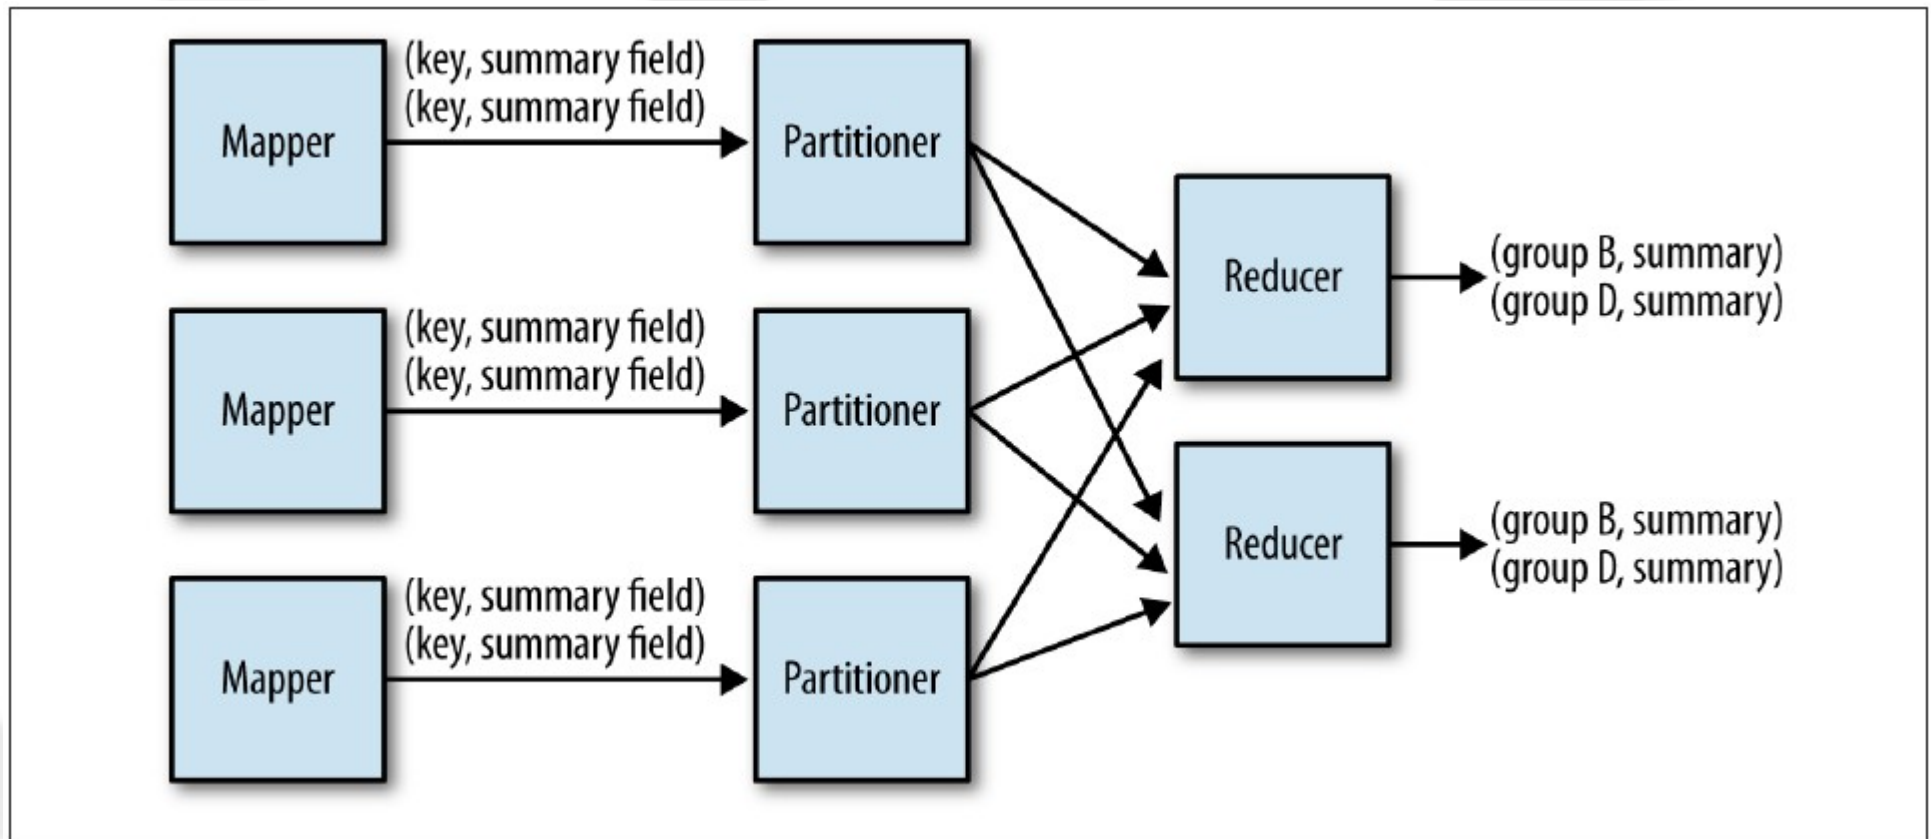 Mapper
(key, summary field)
(key, summary field)
Partitioner
Mapper
(key, summary field)
(key, summary field)
Partitioner
Mapper
(key, summary field)
(key, summary field)
Partitioner
Reducer
(group B, summary)
(group D, summary)
Reducer
(group B, summary)
(group D, summary)